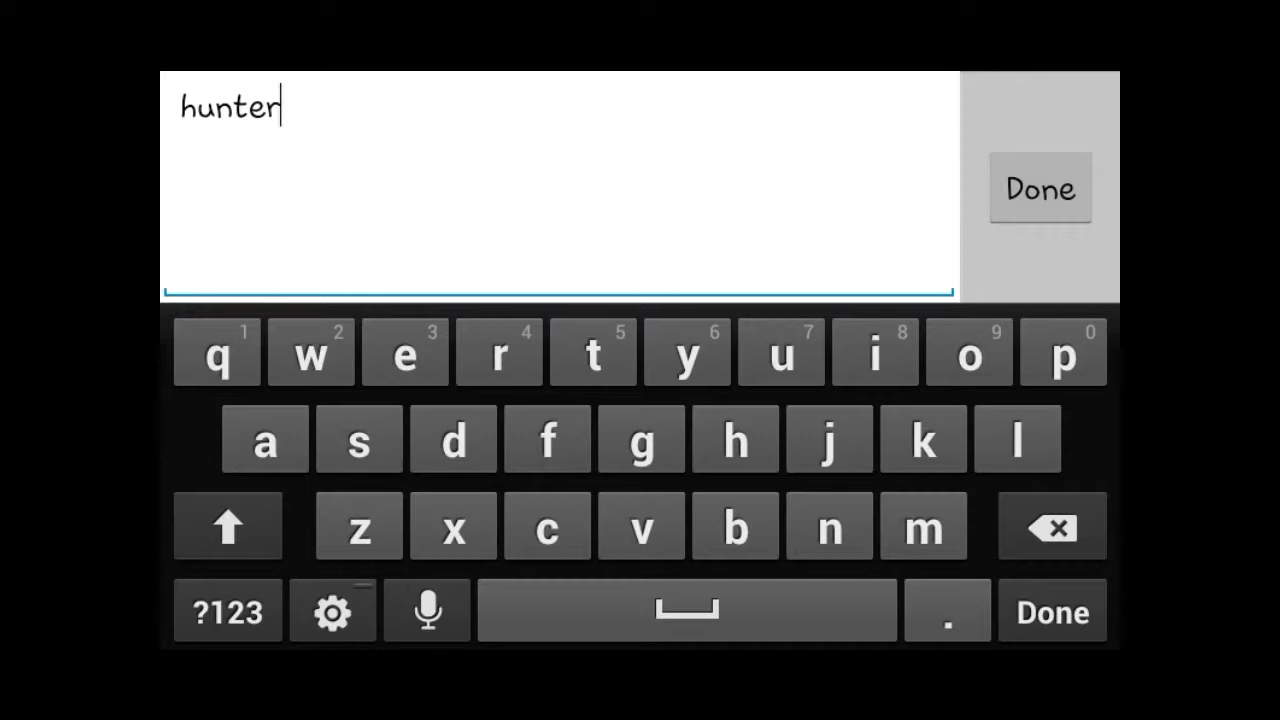 hunter
Done
1 2 3 4 5 6 7 8 9 0
q w e r t y u i o p
a s d f g h j k l
z x c v b n m
?123 . Done